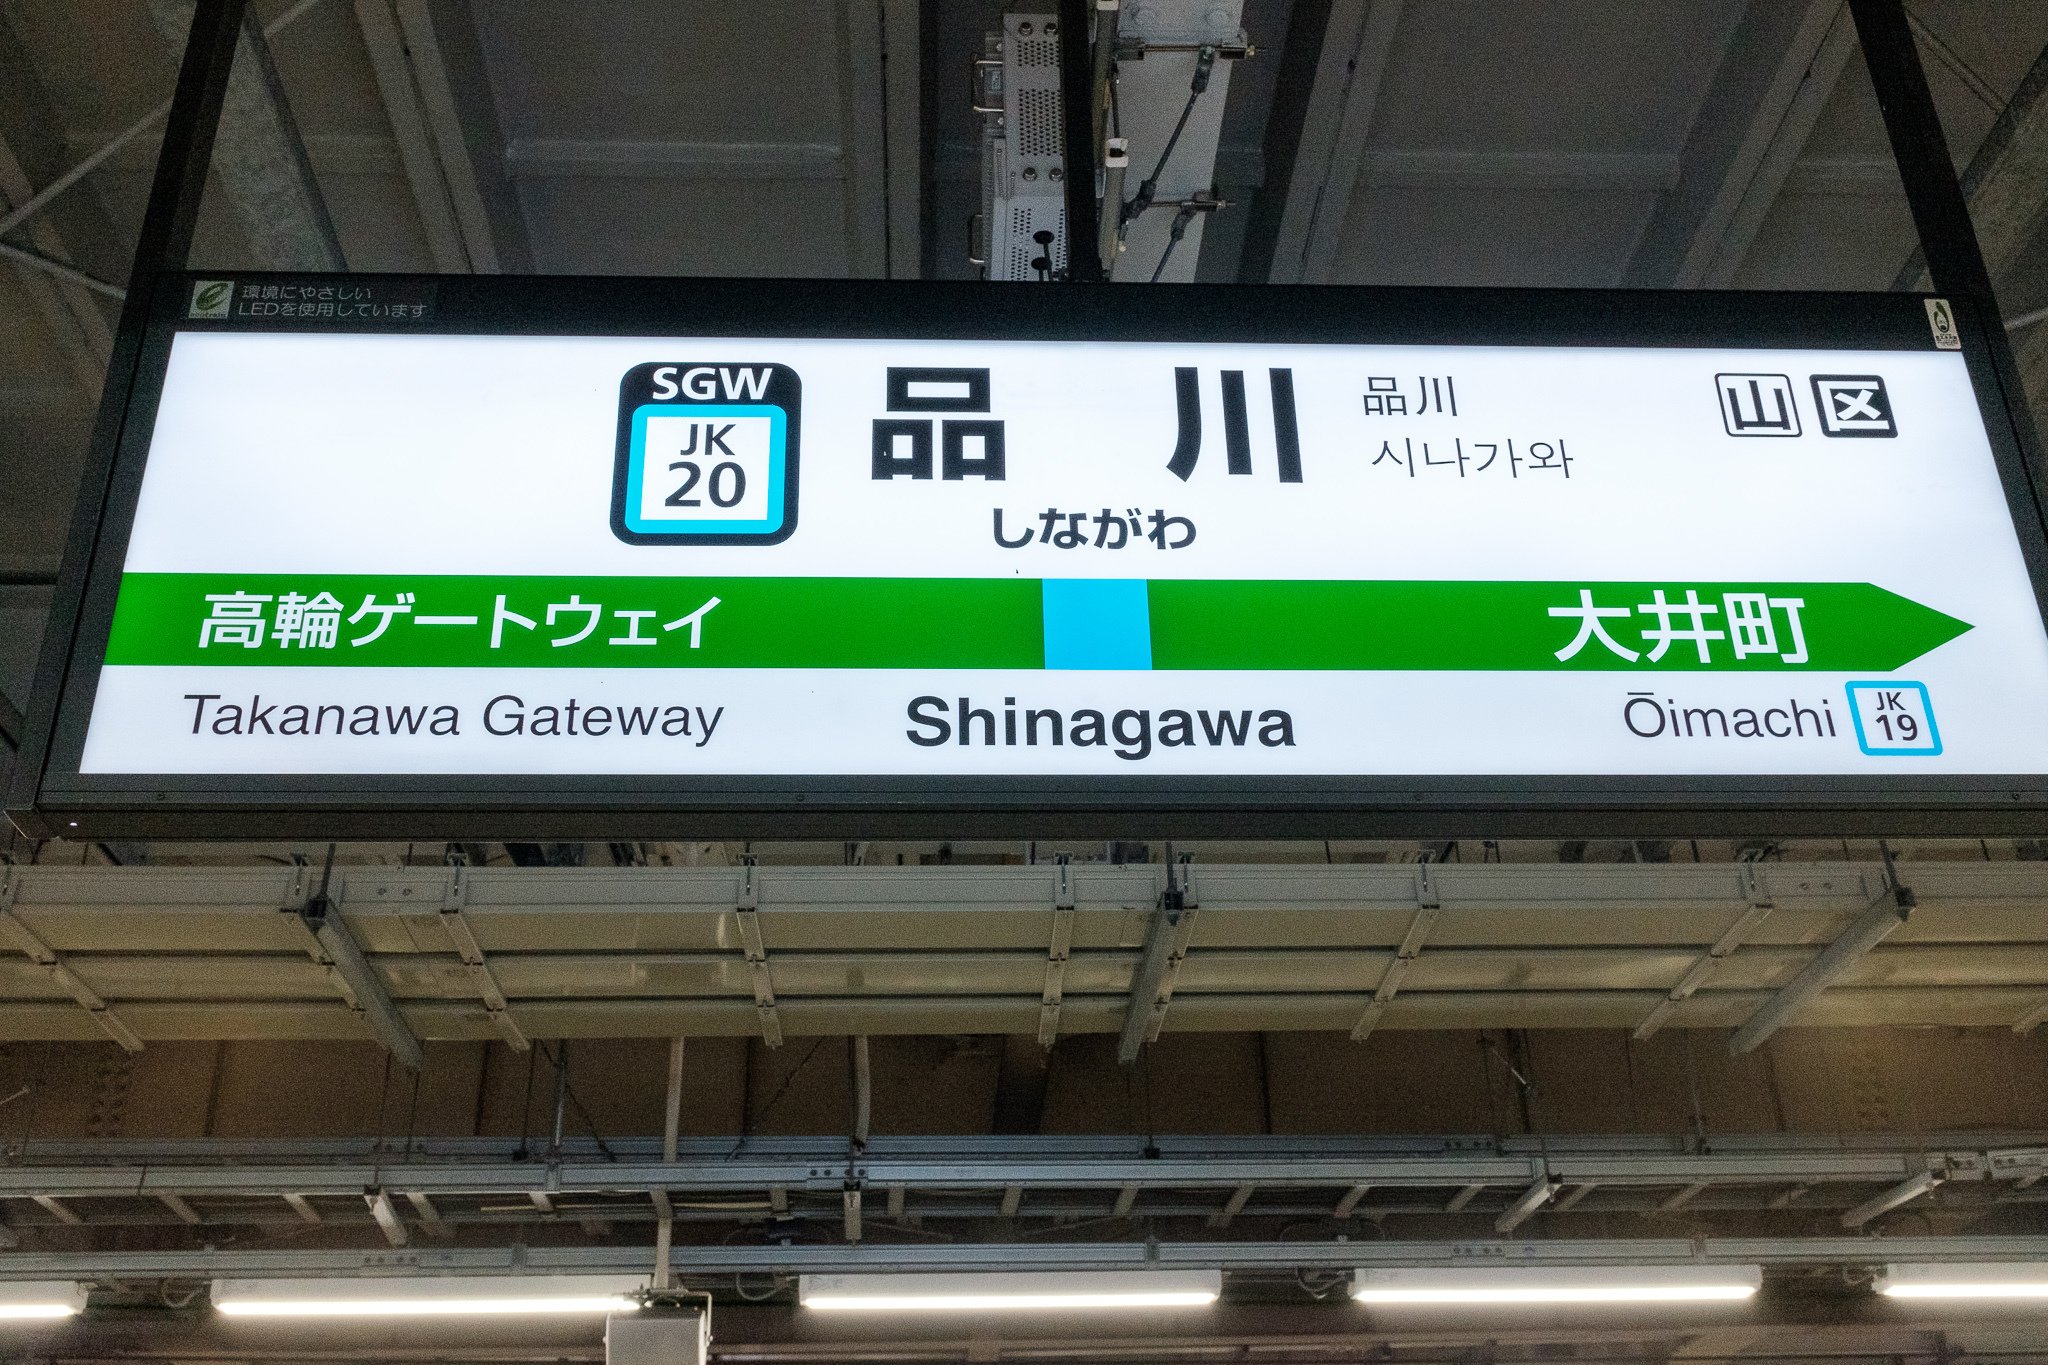 環境にやさしい
LEDを使用しています
SGW
JK
20
品川
しながわ
品川
시나가와
山 区
高輪ゲートウェイ
大井町
Takanawa Gateway
Shinagawa
Ōimachi
JK
19